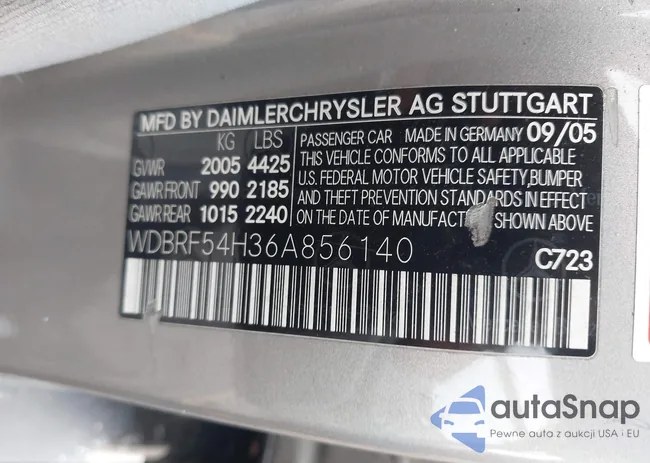 MFD BY DAIMLERCHRYSLER AG STUTTGART
KG LBS
GVWR 2005 4425
GAWR FRONT 990 2185
GAWR REAR 1015 2240
PASSENGER CAR MADE IN GERMANY 09/05
THIS VEHICLE CONFORMS TO ALL APPLICABLE
U.S. FEDERAL MOTOR VEHICLE SAFETY, BUMPER
AND THEFT PREVENTION STANDARDS IN EFFECT
ON THE DATE OF MANUFACTURE SHOWN ABOVE
WDBRF54H36A856140
C723
autaSnap
Pewne auta z aukcji USA i EU